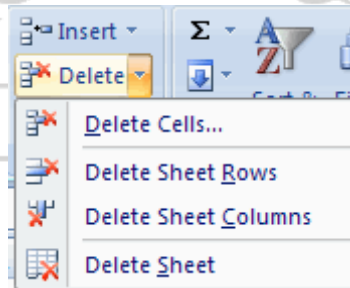 Insert Σ A
Z
Delete
Delete Cells...
Delete Sheet Rows
Delete Sheet Columns
Delete Sheet